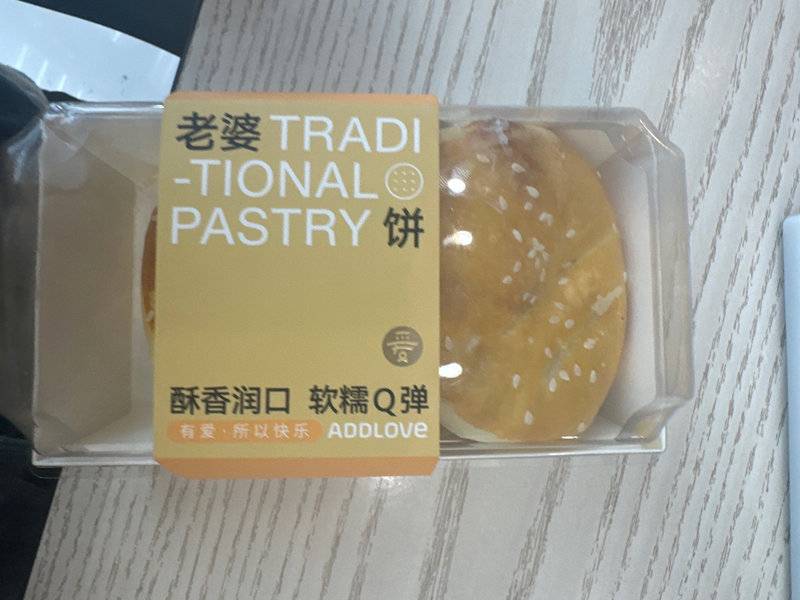 老婆 TRADI
-TIONAL
PASTRY 饼
爱
酥香润口 软糯Q弹
有爱·所以快乐 ADDLOVE